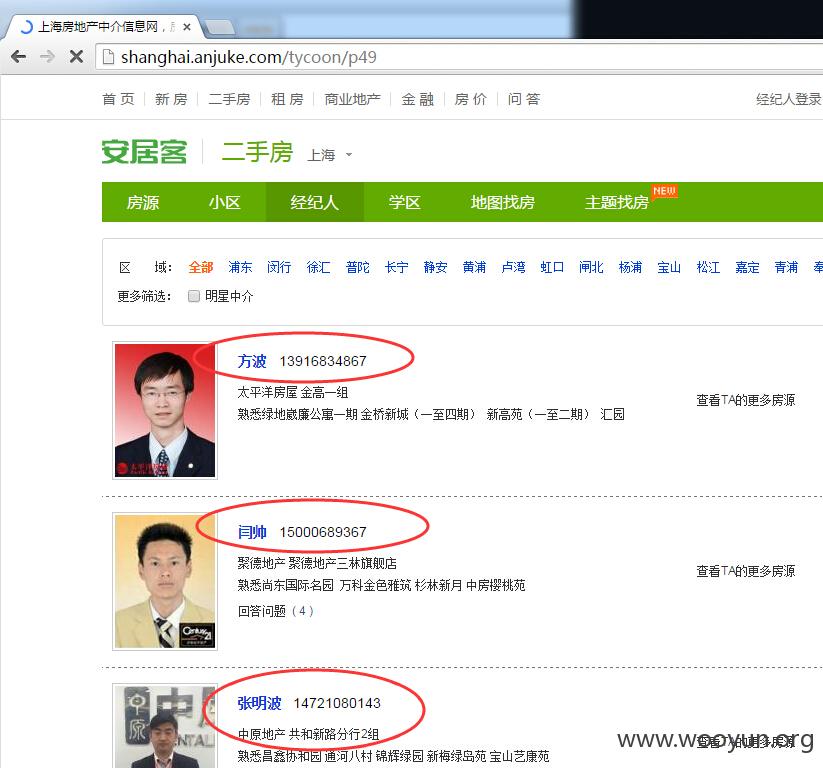 上海房地产中介信息网，
shanghai.anjuke.com/tycoon/p49
首 页 新 房 二手房 租 房 商业地产 金 融 房 价 问 答 经纪人登录
安居客 二手房 上海
房源 小区 经纪人 学区 地图找房 主题找房 NEW
区 域： 全部 浦东 闵行 徐汇 普陀 长宁 静安 黄浦 卢湾 虹口 闸北 杨浦 宝山 松江 嘉定 青浦 奉
更多筛选： 明星中介
方波 13916834867
太平洋房屋 金高一组
熟悉绿地崴廉公寓一期 金桥新城（一至四期） 新高苑（一至二期） 汇园
查看TA的更多房源
闫帅 15000689367
聚德地产 聚德地产三林旗舰店
熟悉尚东国际名园 万科金色雅筑 杉林新月 中房樱桃苑
回答问题（4）
查看TA的更多房源
Century 21
张明波 14721080143
中原地产 共和新路分行2组
熟悉昌鑫协和园 通河八村 锦辉绿园 新梅绿岛苑 宝山艺康苑
查看TA的更多房源
www.wooyun.org